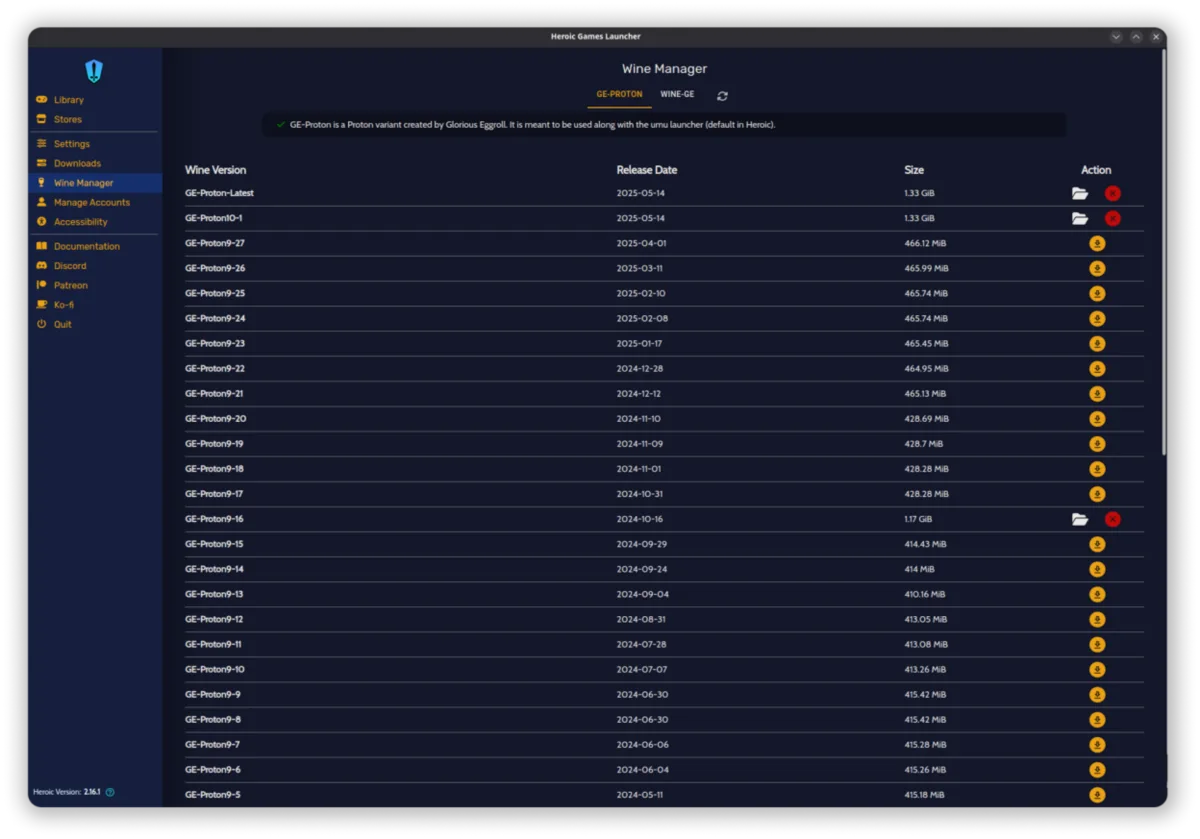 Heroic Games Launcher
Library
Stores
Settings
Downloads
Wine Manager
Manage Accounts
Accessibility
Documentation
Discord
Patreon
Ko-fi
Quit
Heroic Version: 2.16.1
Wine Manager
GE-PROTON WINE-GE
GE-Proton is a Proton variant created by Glorious Eggroll. It is meant to be used along with the umu launcher (default in Heroic).
Wine Version Release Date Size Action
GE-Proton-Latest 2025-05-14 1.33 GiB
GE-Proton10-1 2025-05-14 1.33 GiB
GE-Proton9-27 2025-04-01 466.12 MiB
GE-Proton9-26 2025-03-11 465.99 MiB
GE-Proton9-25 2025-02-10 465.74 MiB
GE-Proton9-24 2025-02-08 465.74 MiB
GE-Proton9-23 2025-01-17 465.45 MiB
GE-Proton9-22 2024-12-28 464.95 MiB
GE-Proton9-21 2024-12-12 465.13 MiB
GE-Proton9-20 2024-11-10 428.69 MiB
GE-Proton9-19 2024-11-09 428.7 MiB
GE-Proton9-18 2024-11-01 428.28 MiB
GE-Proton9-17 2024-10-31 428.28 MiB
GE-Proton9-16 2024-10-16 1.17 GiB
GE-Proton9-15 2024-09-29 414.43 MiB
GE-Proton9-14 2024-09-24 414 MiB
GE-Proton9-13 2024-09-04 410.16 MiB
GE-Proton9-12 2024-08-31 413.05 MiB
GE-Proton9-11 2024-07-28 413.08 MiB
GE-Proton9-10 2024-07-07 413.26 MiB
GE-Proton9-9 2024-06-30 415.42 MiB
GE-Proton9-8 2024-06-30 415.42 MiB
GE-Proton9-7 2024-06-06 415.28 MiB
GE-Proton9-6 2024-06-04 415.26 MiB
GE-Proton9-5 2024-05-11 415.18 MiB